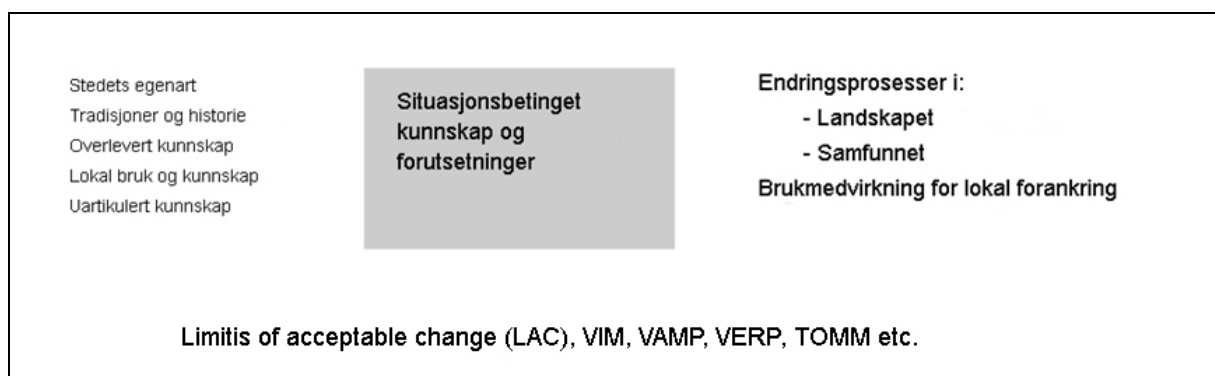 Stedets egenart
Tradisjoner og historie
Overlevert kunnskap
Lokal bruk og kunnskap
Uartikulert kunnskap
Situasjonsbetinget
kunnskap og
forutsetninger
Endringsprosesser i:
- Landskapet
- Samfunnet
Brukmedvirkning for lokal forankring
Limitis of acceptable change (LAC), VIM, VAMP, VERP, TOMM etc.